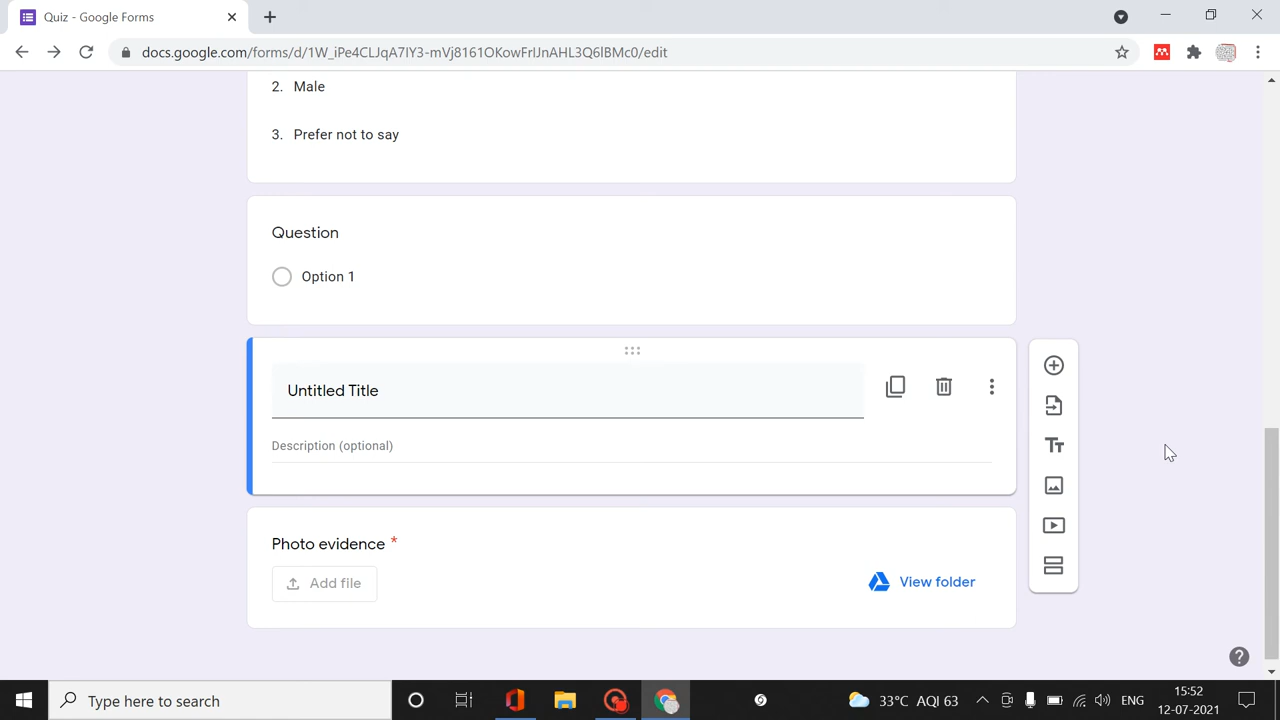 Quiz - Google Forms
docs.google.com/forms/d/1W_iPe4CLJqA7lY3-mVj8161OKowFrIJnAHL3Q6lBMc0/edit
2. Male
3. Prefer not to say
Question
Option 1
Untitled Title
Description (optional)
Tt
Photo evidence *
Add file
View folder
Type here to search
33°C AQI 63
ENG
15:52
12-07-2021